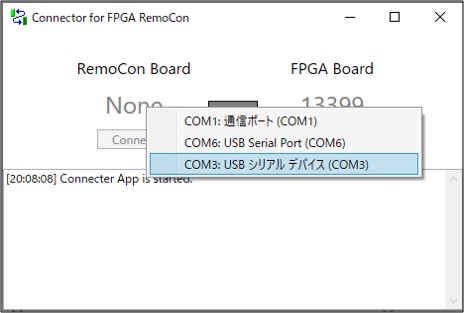 Connector for FPGA RemoCon
RemoCon Board
FPGA Board
None
13399
Conne
COM1: 通信ポート (COM1)
COM6: USB Serial Port (COM6)
COM3: USB シリアル デバイス (COM3)
[20:08:08] Connecter App is started.